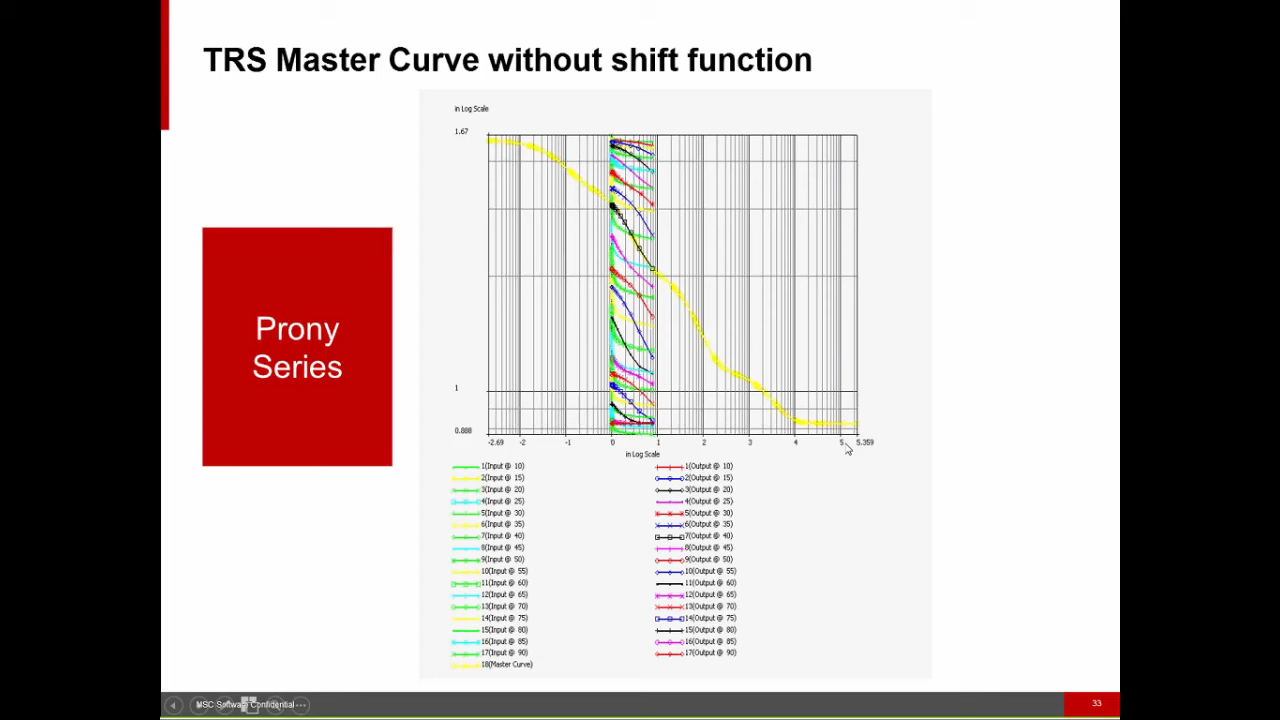 TRS Master Curve without shift function
in Log Scale
1.67
Prony
Series
1
0.888
-2.69 -2 -1 0 1 2 3 4 5 5.359
in Log Scale
1(Input @ 10) 1(Output @ 10)
2(Input @ 15) 2(Output @ 15)
3(Input @ 20) 3(Output @ 20)
4(Input @ 25) 4(Output @ 25)
5(Input @ 30) 5(Output @ 30)
6(Input @ 35) 6(Output @ 35)
7(Input @ 40) 7(Output @ 40)
8(Input @ 45) 8(Output @ 45)
9(Input @ 50) 9(Output @ 50)
10(Input @ 55) 10(Output @ 55)
11(Input @ 60) 11(Output @ 60)
12(Input @ 65) 12(Output @ 65)
13(Input @ 70) 13(Output @ 70)
14(Input @ 75) 14(Output @ 75)
15(Input @ 80) 15(Output @ 80)
16(Input @ 85) 16(Output @ 85)
17(Input @ 90) 17(Output @ 90)
18(Master Curve)
MSC Software Confidential
33